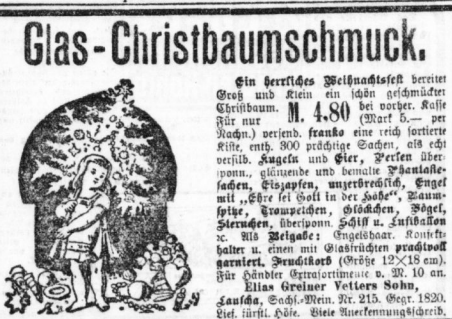 Glas-Christbaumschmuck.
Ein herrliches Weihnachtsfest bereitet
Groß und Klein ein schön geschmückter
Christbaum. M. 4.80 bei vorher. Kasse
Für nur (Mark 5.— per
Nachn.) versend. franko eine reich sortierte
Kiste, enth. 300 prächtige Sachen, als echt
versilb. Kugeln und Eier, Perlen über-
sponn., glänzende und bemalte Phantasie-
sachen, Eiszapfen, unzerbrechlich, Engel
mit „Ehre sei Gott in der Höhe", Baum-
spitze, Trompetchen, Glöckchen, Vögel,
Sternchen, übersponn. Schiff u. Luftballon
ꝛc. Als Beigabe: Engelshaar, Konfekt-
halter u. einen mit Glasfrüchten prachtvoll
garniert. Fruchtkorb (Größe 12×18 cm).
Für Händler Extrasortimente v. M. 10 an.
Elias Greiner Vetters Sohn,
Lauscha, Sachs.-Mein. Nr. 215. Gegr. 1820.
Lief. fürstl. Höfe. Viele Anerkennungsschreib.